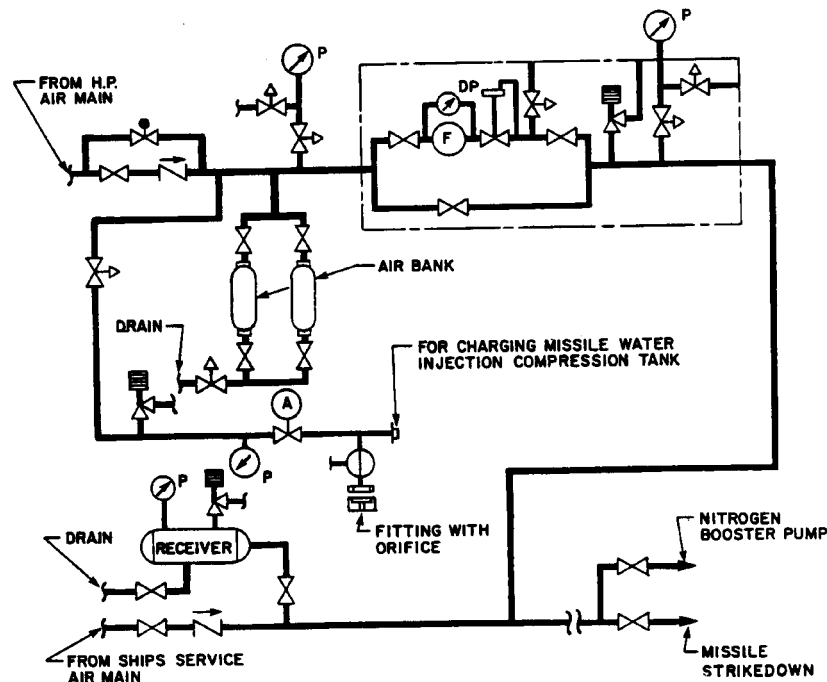 P
P
FROM H.P.
AIR MAIN
DP
F
AIR BANK
DRAIN
FOR CHARGING MISSILE WATER
INJECTION COMPRESSION TANK
A
P
P
FITTING WITH
ORIFICE
DRAIN
RECEIVER
NITROGEN
BOOSTER PUMP
FROM SHIPS SERVICE
AIR MAIN
MISSILE
STRIKEDOWN